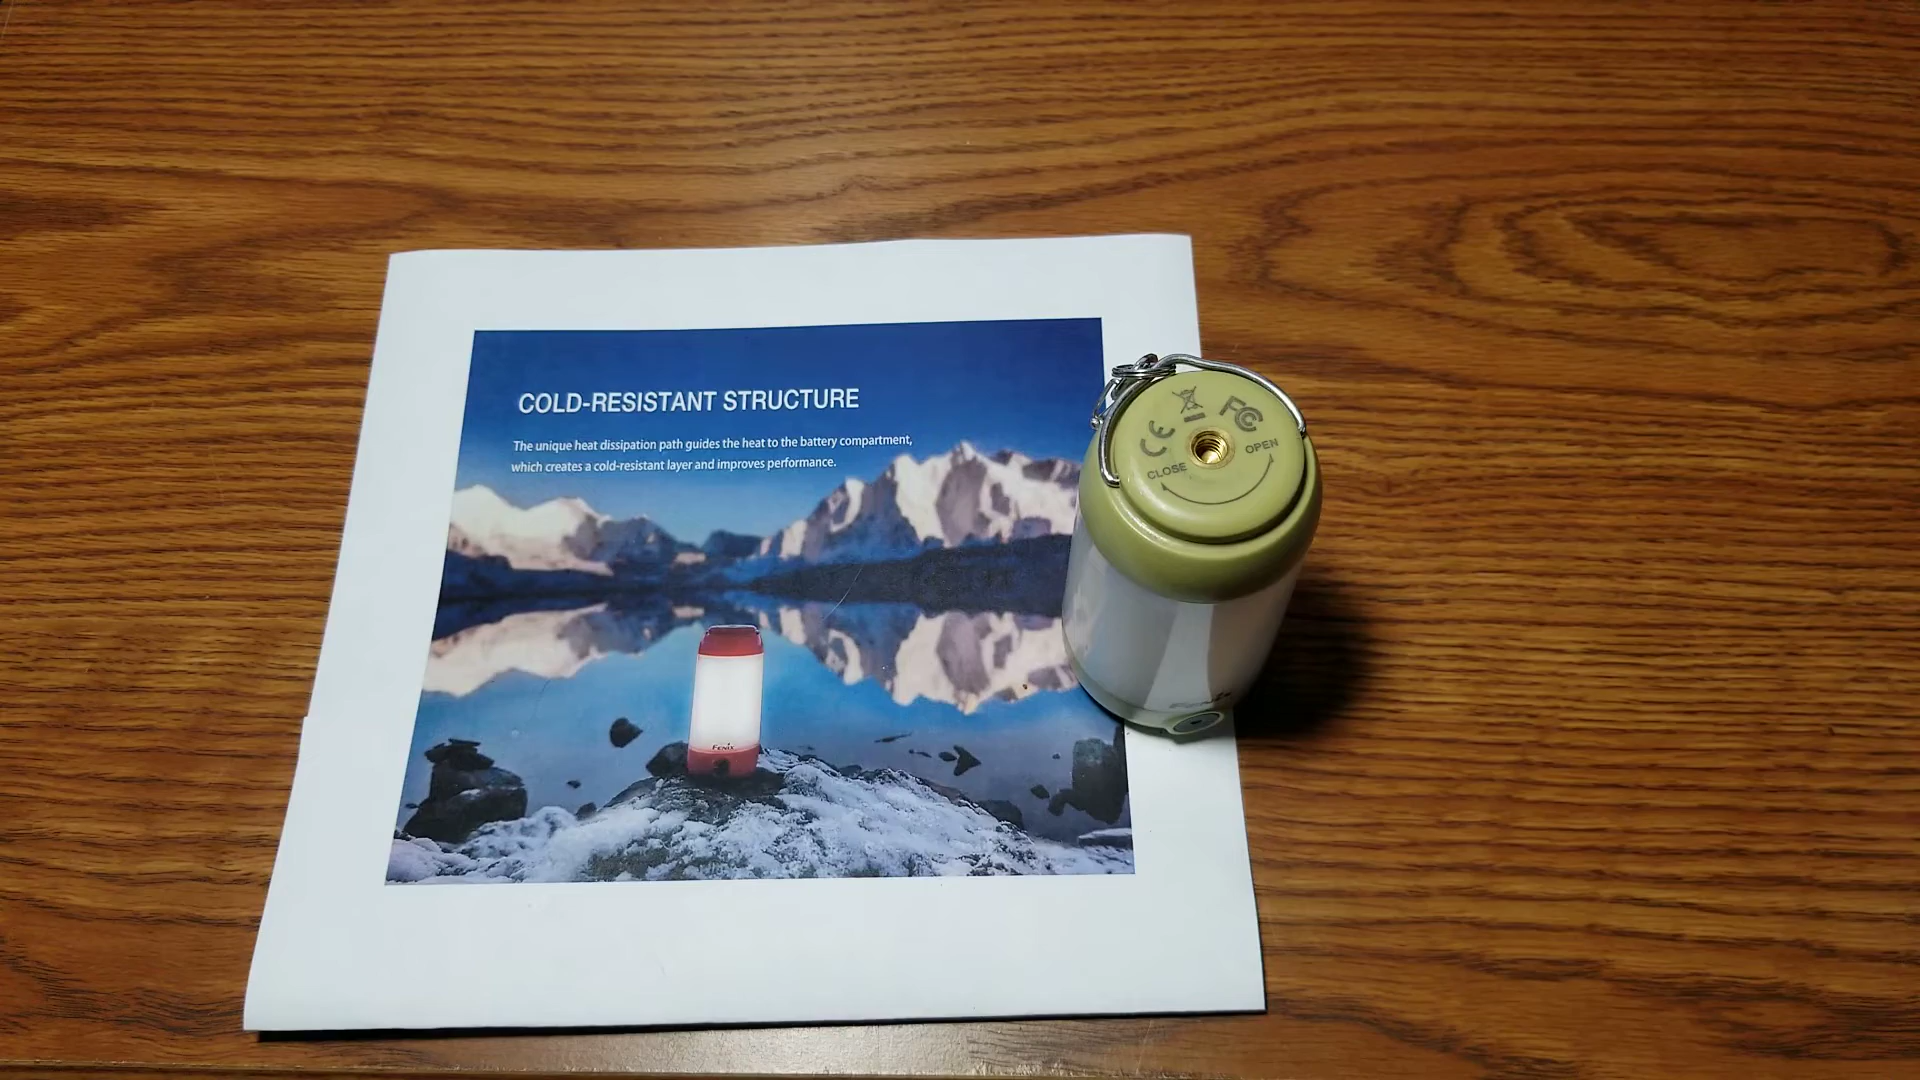 COLD-RESISTANT STRUCTURE
The unique heat dissipation path guides the heat to the battery compartment,
which creates a cold-resistant layer and improves performance.
FENIX
CE FC
CLOSE OPEN